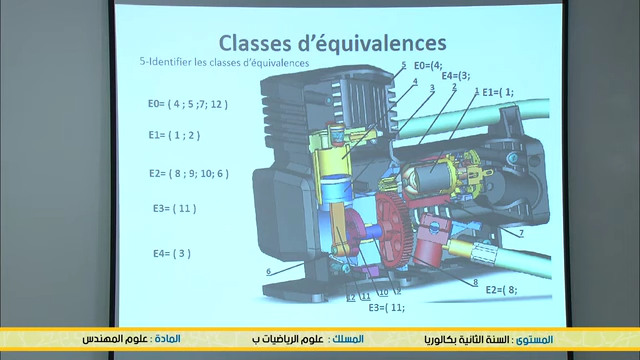 Classes d'équivalences
5-Identifier les classes d'équivalences
E0=( 4 ; 5 ;7; 12 )
E1= ( 1 ; 2 )
E2= ( 8 ; 9; 10; 6 )
E3= ( 11 )
E4= ( 3 )
5 E0=(4;
E4=(3;
4 3 2 1 E1=( 1;
7
6
8
12 11 10 9
E2=( 8;
E3=( 11;
المستوى : السنة الثانية بكالوريا
المسلك : علوم الرياضيات ب
المادة : علوم المهندس